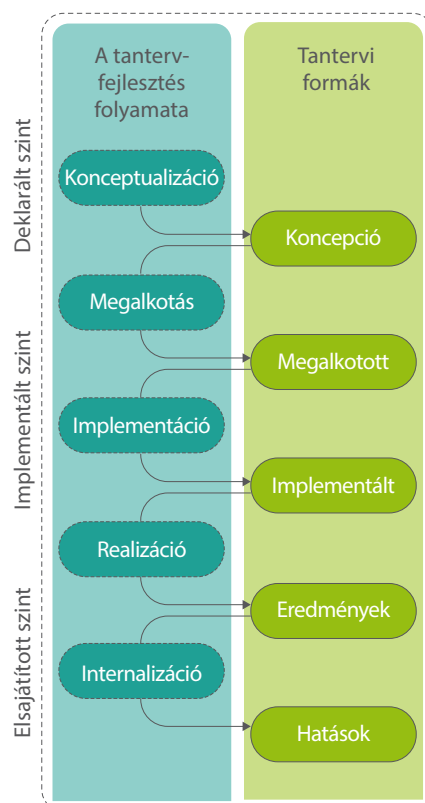 A tanterv-
fejlesztés
folyamata
Tantervi
formák
Deklarált szint
Konceptualizáció
Koncepció
Megalkotás
Megalkotott
Implementált szint
Implementáció
Implementált
Realizáció
Eredmények
Elsajátított szint
Internalizáció
Hatások